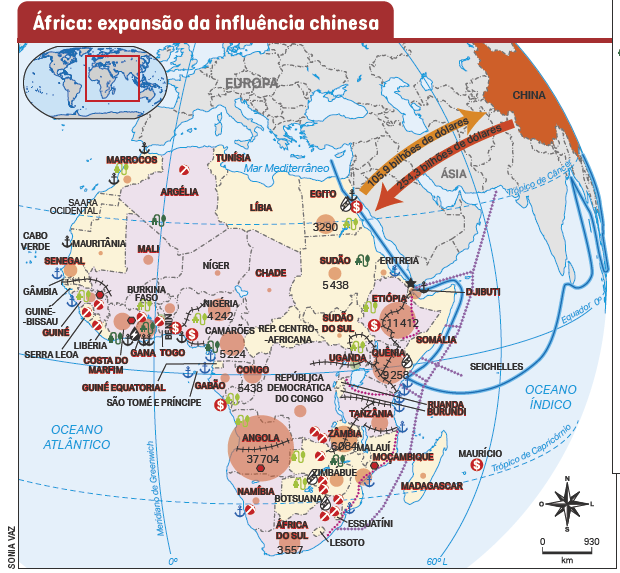 África: expansão da influência chinesa
EUROPA
CHINA
105,9 bilhões de dólares
254,3 bilhões de dólares
ÁSIA
Trópico de Câncer
MARROCOS
TUNÍSIA
Mar Mediterrâneo
ARGÉLIA
LÍBIA
EGITO
3290
SAARA
OCIDENTAL
CABO
VERDE
MAURITÂNIA
MALI
NÍGER
CHADE
SUDÃO
5438
ERITREIA
SENEGAL
GÂMBIA
BURKINA
FASO
NIGÉRIA
4242
ETIÓPIA
11412
DJIBUTI
GUINÉ-
-BISSAU
GUINÉ
BENIN
CAMARÕES
5224
REP. CENTRO-
-AFRICANA
SUDÃO
DO SUL
SOMÁLIA
Equador 0°
SERRA LEOA
LIBÉRIA
COSTA DO
MARFIM
GANA
TOGO
UGANDA
QUÊNIA
9258
SEICHELLES
GUINÉ EQUATORIAL
GABÃO
CONGO
6438
REPÚBLICA
DEMOCRÁTICA
DO CONGO
SÃO TOMÉ E PRÍNCIPE
RUANDA
BURUNDI
TANZÂNIA
OCEANO
ÍNDICO
OCEANO
ATLÂNTICO
ANGOLA
37704
ZÂMBIA
MALAUÍ
MOÇAMBIQUE
MAURÍCIO
ZIMBÁBUE
MADAGASCAR
Trópico de Capricórnio
NAMÍBIA
BOTSUANA
Meridiano de Greenwich
ESSUATÍNI
ÁFRICA
DO SUL
3557
LESOTO
0°
60° L
N
O
L
S
0 930
km
SONIA VAZ